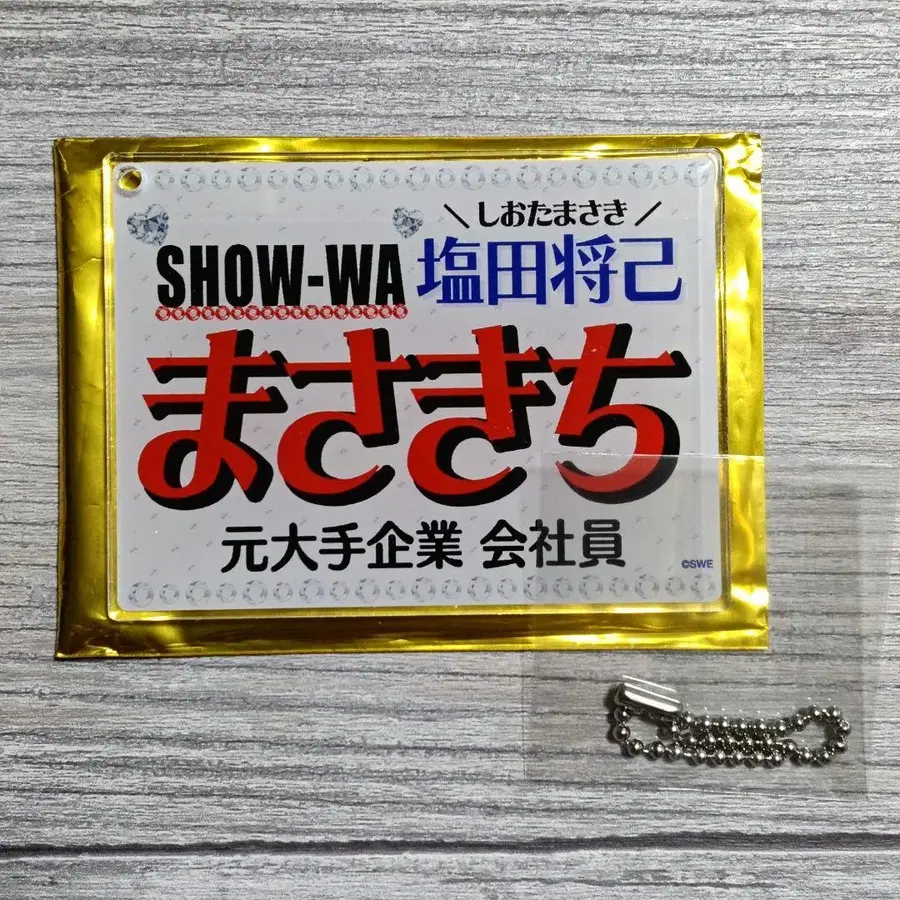 \しおたまさき/
SHOW-WA 塩田将己
まさきち
元大手企業 会社員
©SWE